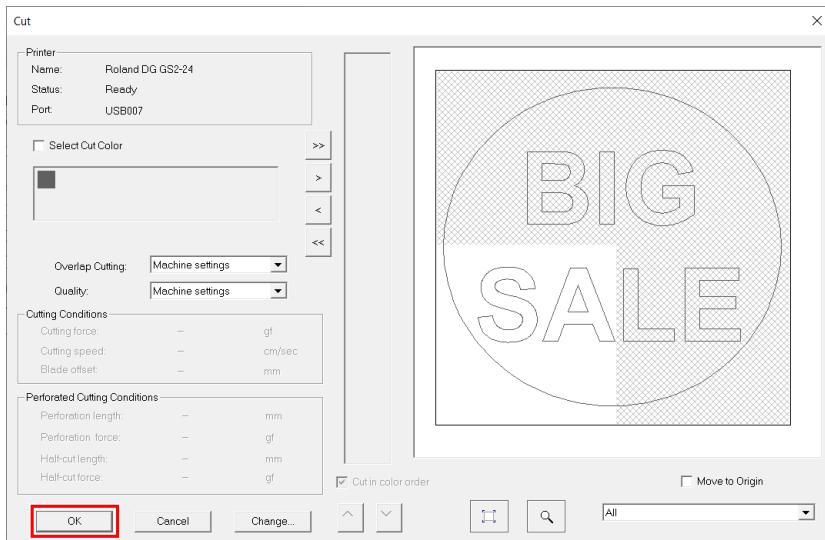 Cut
Printer
Name: Roland DG GS2-24
Status: Ready
Port: USB007
Select Cut Color
>>
>
<
<<
Overlap Cutting: Machine settings
Quality: Machine settings
Cutting Conditions
Cutting force: -- gf
Cutting speed: -- cm/sec
Blade offset: -- mm
Perforated Cutting Conditions
Perforation length: -- mm
Perforation force: -- gf
Half-cut length: -- mm
Half-cut force: -- gf
OK Cancel Change...
BIG
SALE
Cut in color order
Move to Origin
All